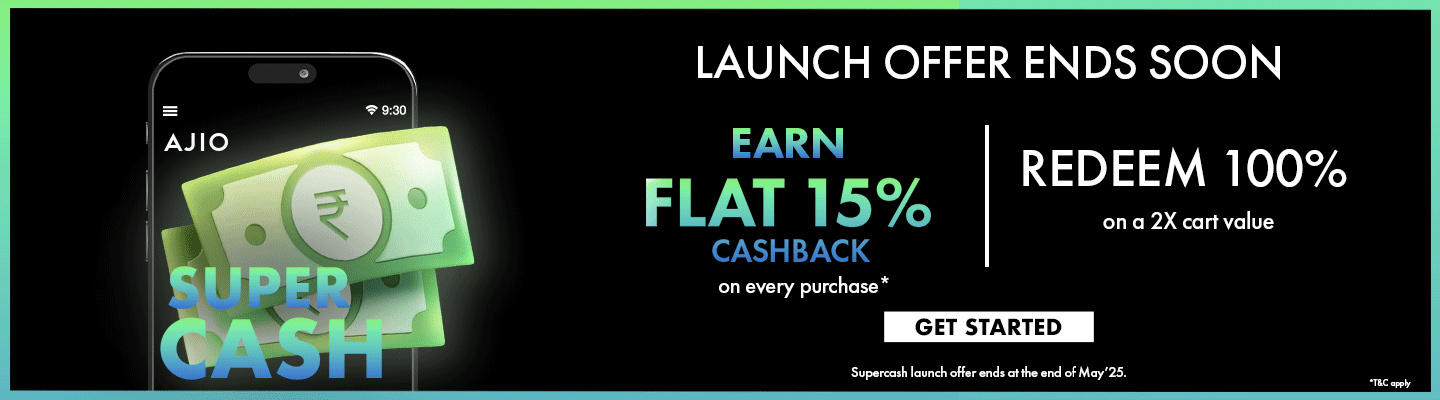 9:30
AJIO
₹
SUPER
CASH
LAUNCH OFFER ENDS SOON
EARN
FLAT 15%
CASHBACK
on every purchase*
REDEEM 100%
on a 2X cart value
GET STARTED
Supercash launch offer ends at the end of May'25.
*T&C apply